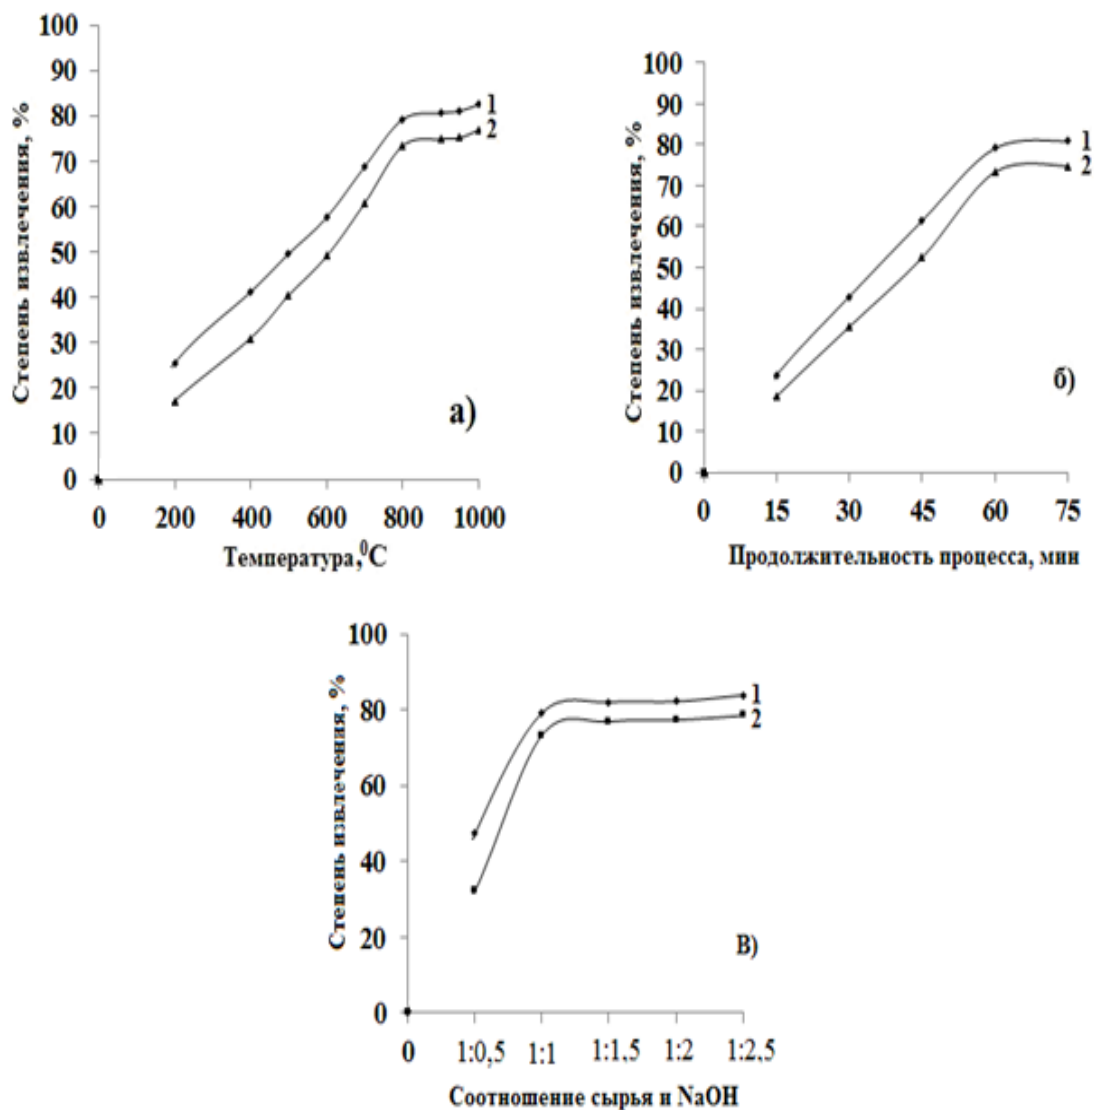 100
90
80
70
60
50
40
30
20
10
0
Степень извлечения, %
1
2
а)
0 200 400 600 800 1000
Температура,⁰С
100
90
80
70
60
50
40
30
20
10
0
Степень извлечения, %
1
2
б)
0 15 30 45 60 75
Продолжительность процесса, мин
100
80
60
40
20
0
Степень извлечения, %
1
2
В)
0 1:0,5 1:1 1:1,5 1:2 1:2,5
Соотношение сырья и NaOH